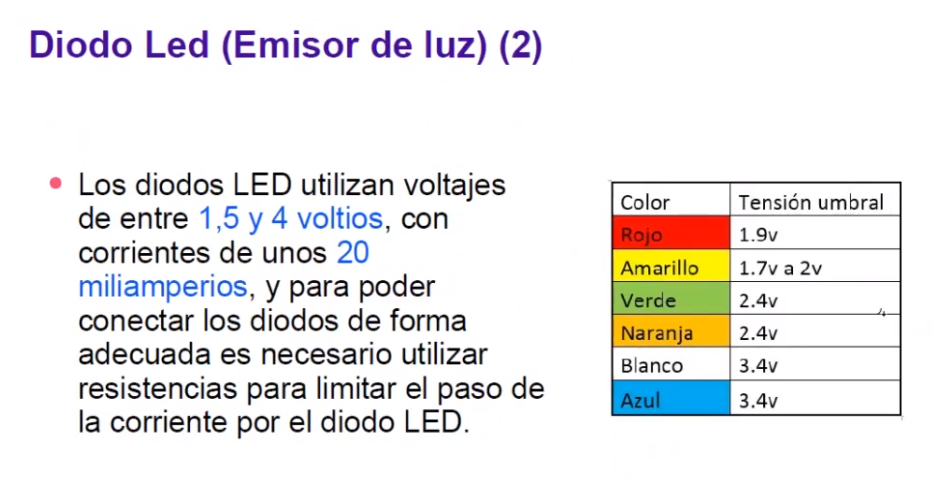 Diodo Led (Emisor de luz) (2)
Los diodos LED utilizan voltajes
de entre 1,5 y 4 voltios, con
corrientes de unos 20
miliamperios, y para poder
conectar los diodos de forma
adecuada es necesario utilizar
resistencias para limitar el paso de
la corriente por el diodo LED.
Color Tensión umbral
Rojo 1.9v
Amarillo 1.7v a 2v
Verde 2.4v
Naranja 2.4v
Blanco 3.4v
Azul 3.4v